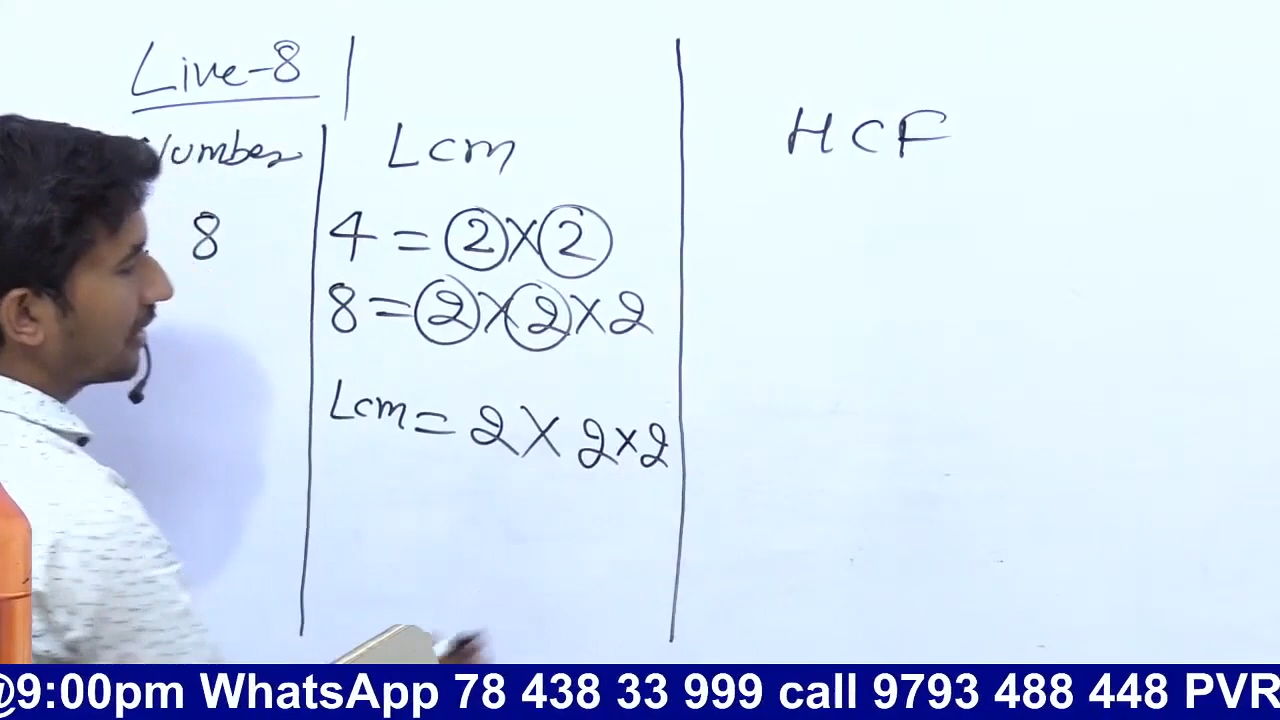 Live-8
Number Lcm HCF
8 4 = 2×2
8 = 2×2×2
Lcm = 2×2×2
@9:00pm WhatsApp 78 438 33 999 call 9793 488 448 PVR